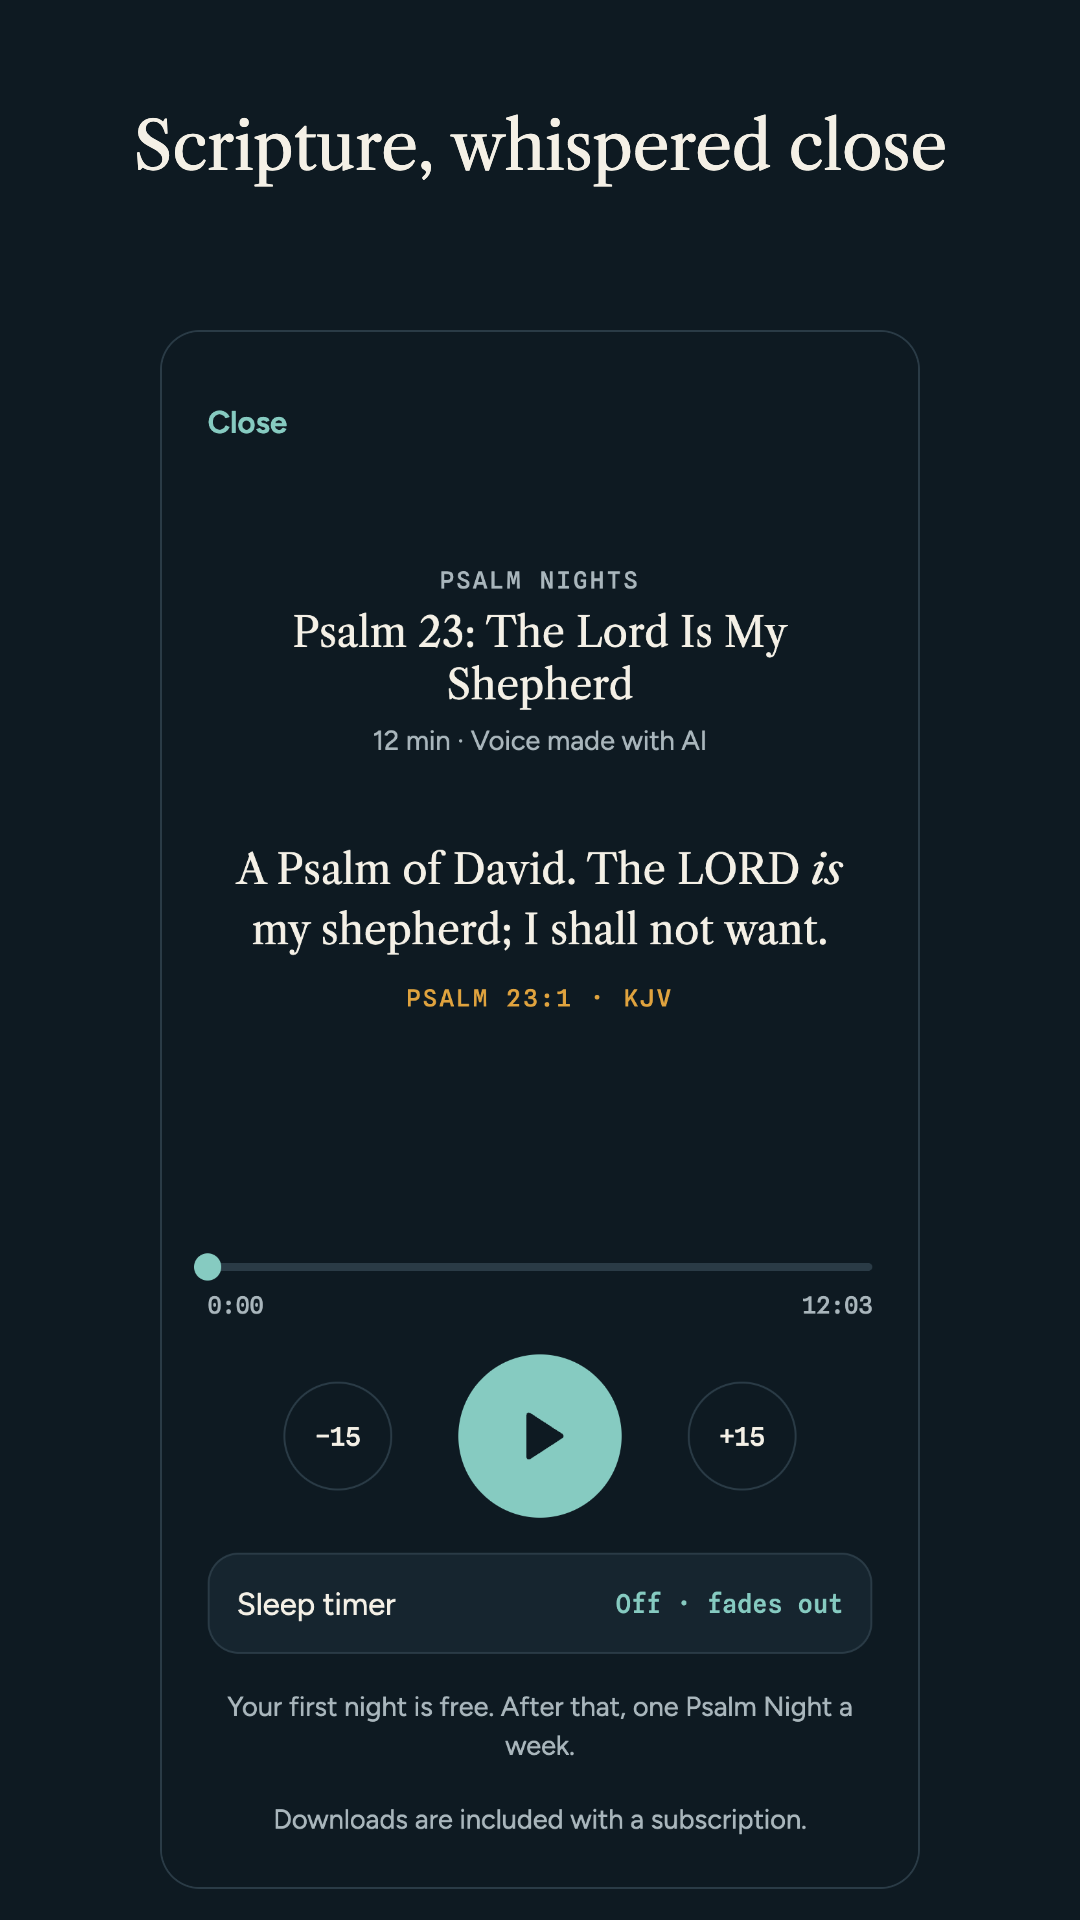 Scripture, whispered close
Close
PSALM NIGHTS
Psalm 23: The Lord Is My
Shepherd
12 min · Voice made with AI
A Psalm of David. The LORD is
my shepherd; I shall not want.
PSALM 23:1 · KJV
0:00
12:03
−15
+15
Sleep timer
Off · fades out
Your first night is free. After that, one Psalm Night a
week.
Downloads are included with a subscription.